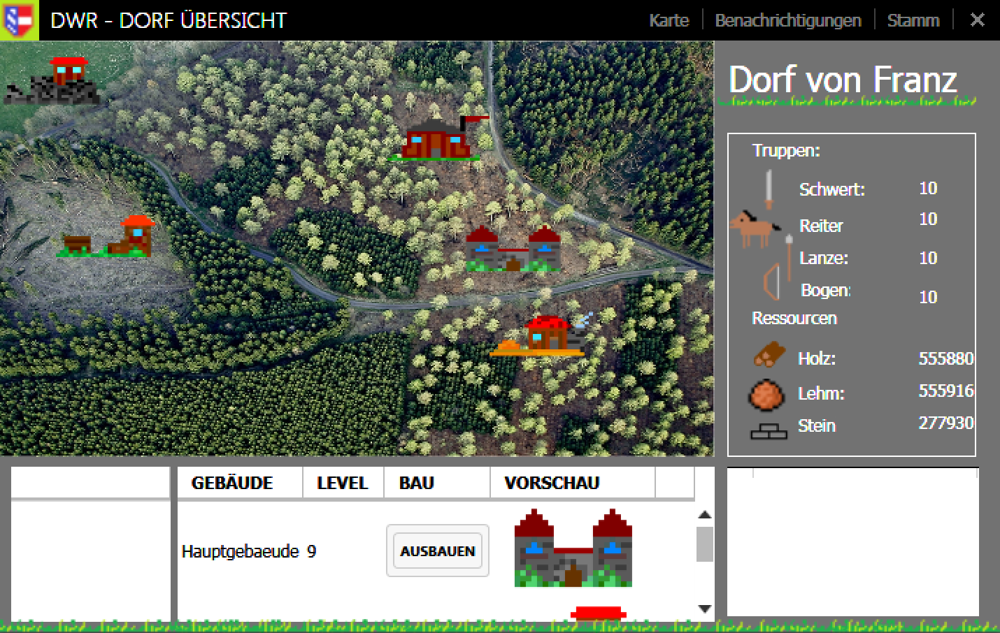 DWR - DORF ÜBERSICHT
Karte
Benachrichtigungen
Stamm
Dorf von Franz
Truppen:
Schwert: 10
Reiter 10
Lanze: 10
Bogen: 10
Ressourcen
Holz: 555880
Lehm: 555916
Stein 277930
GEBÄUDE LEVEL BAU VORSCHAU
Hauptgebaeude 9 AUSBAUEN